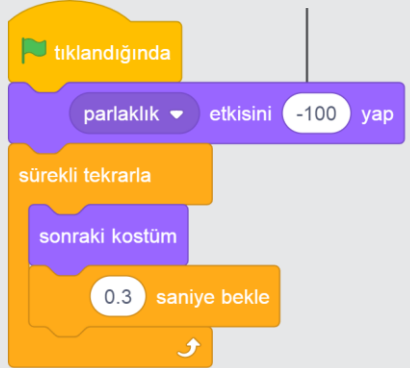 tıklandığında
parlaklık etkisini -100 yap
sürekli tekrarla
sonraki kostüm
0.3 saniye bekle